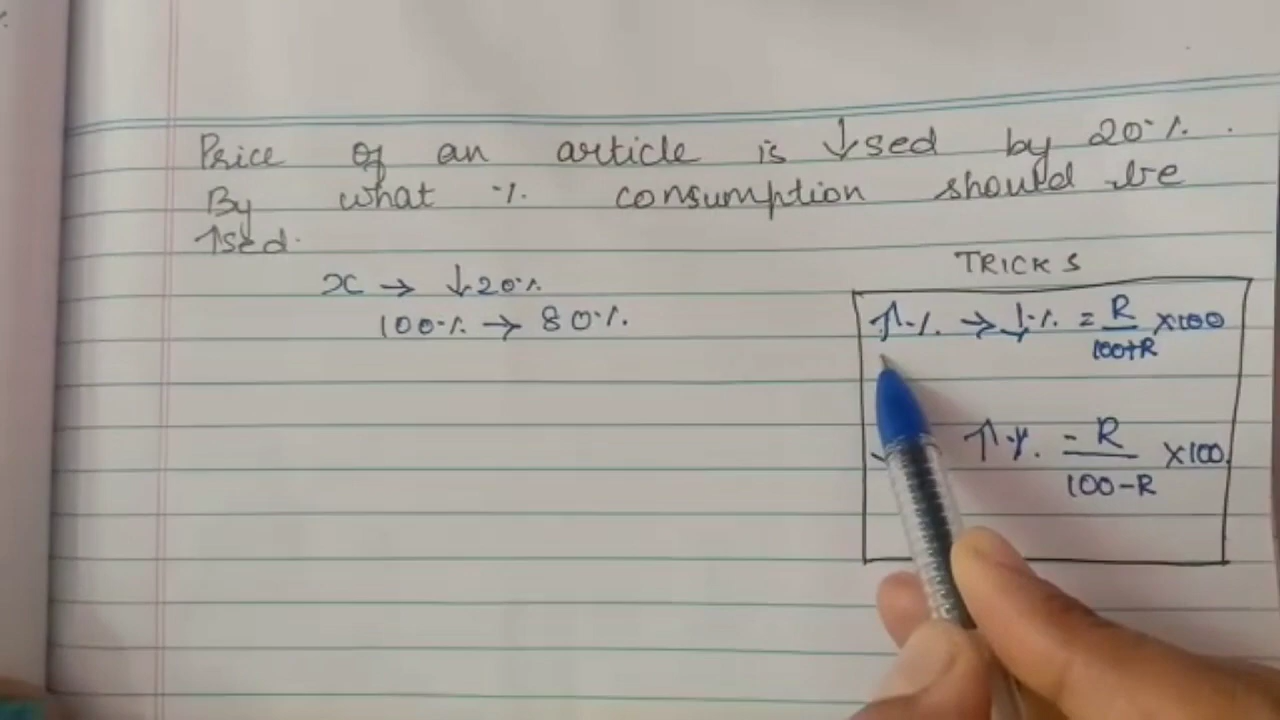 Price of an article is ↓sed by 20%.
By what % consumption should be
↑sed.
x → ↓20%
100% → 80%.
TRICKS
↑% → ↓% = R/100+R ×100
↑%. = R/100-R ×100